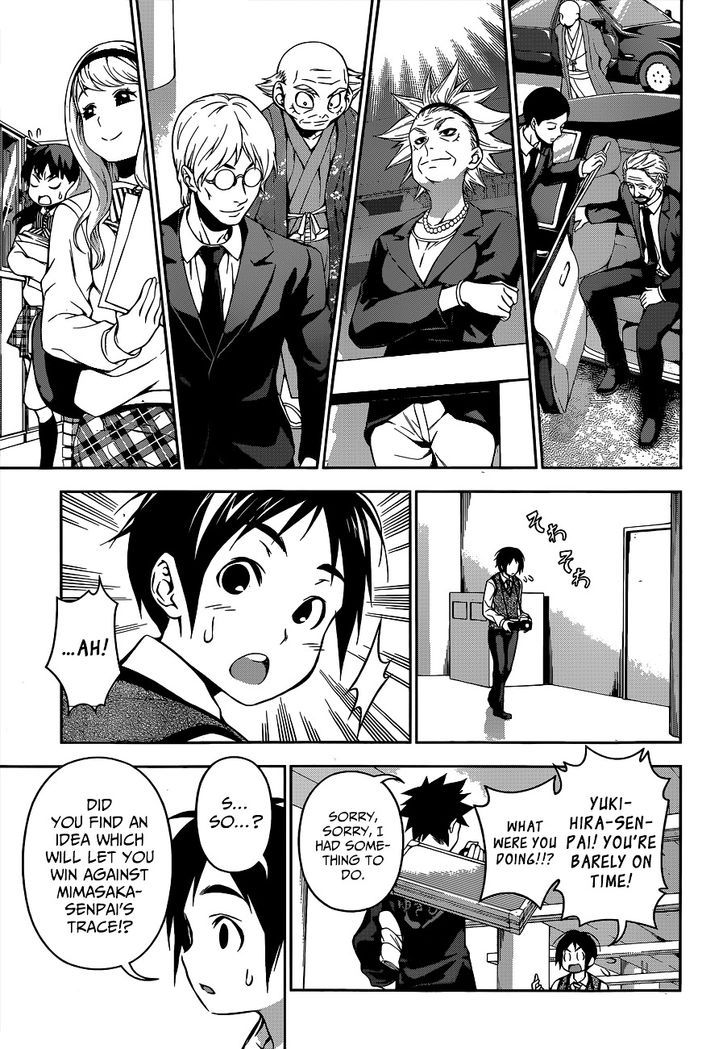 そわ
そわ
...AH!
YUKI-
HIRA-SEN-
PAI! YOU'RE
BARELY ON
TIME!
WHAT
WERE YOU
DOING!!?
SORRY,
SORRY, I
HAD SOME-
THING TO
DO.
S...
SO...?
DID
YOU FIND AN
IDEA WHICH
WILL LET YOU
WIN AGAINST
MIMASAKA-
SENPAI'S
TRACE!?